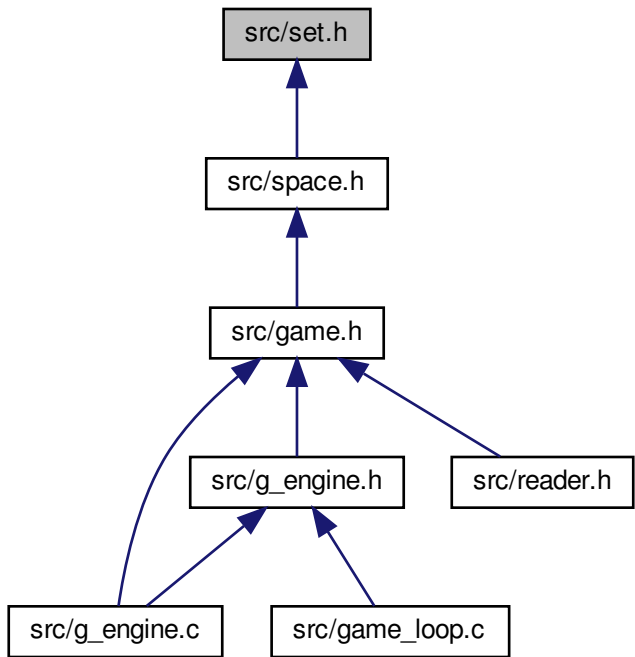 src/set.h
src/space.h
src/game.h
src/g_engine.h
src/reader.h
src/g_engine.c
src/game_loop.c